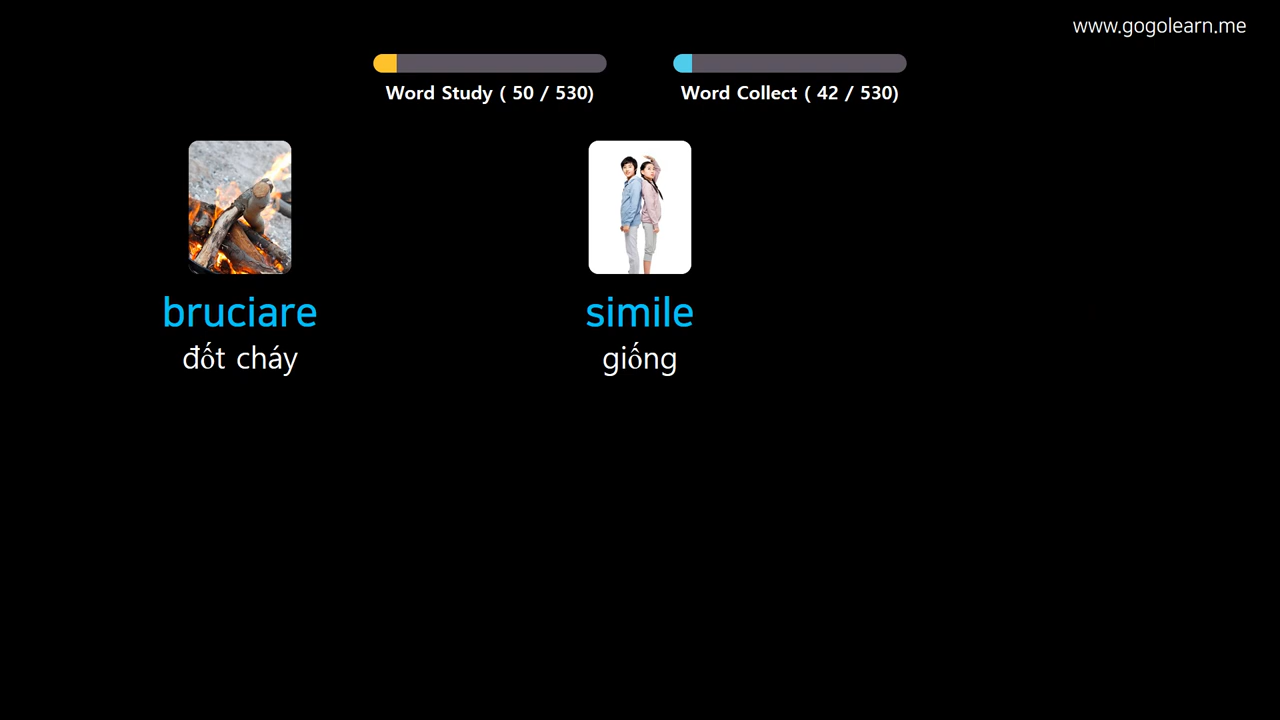 www.gogolearn.me
Word Study ( 50 / 530)
Word Collect ( 42 / 530)
bruciare
đốt cháy
simile
giống